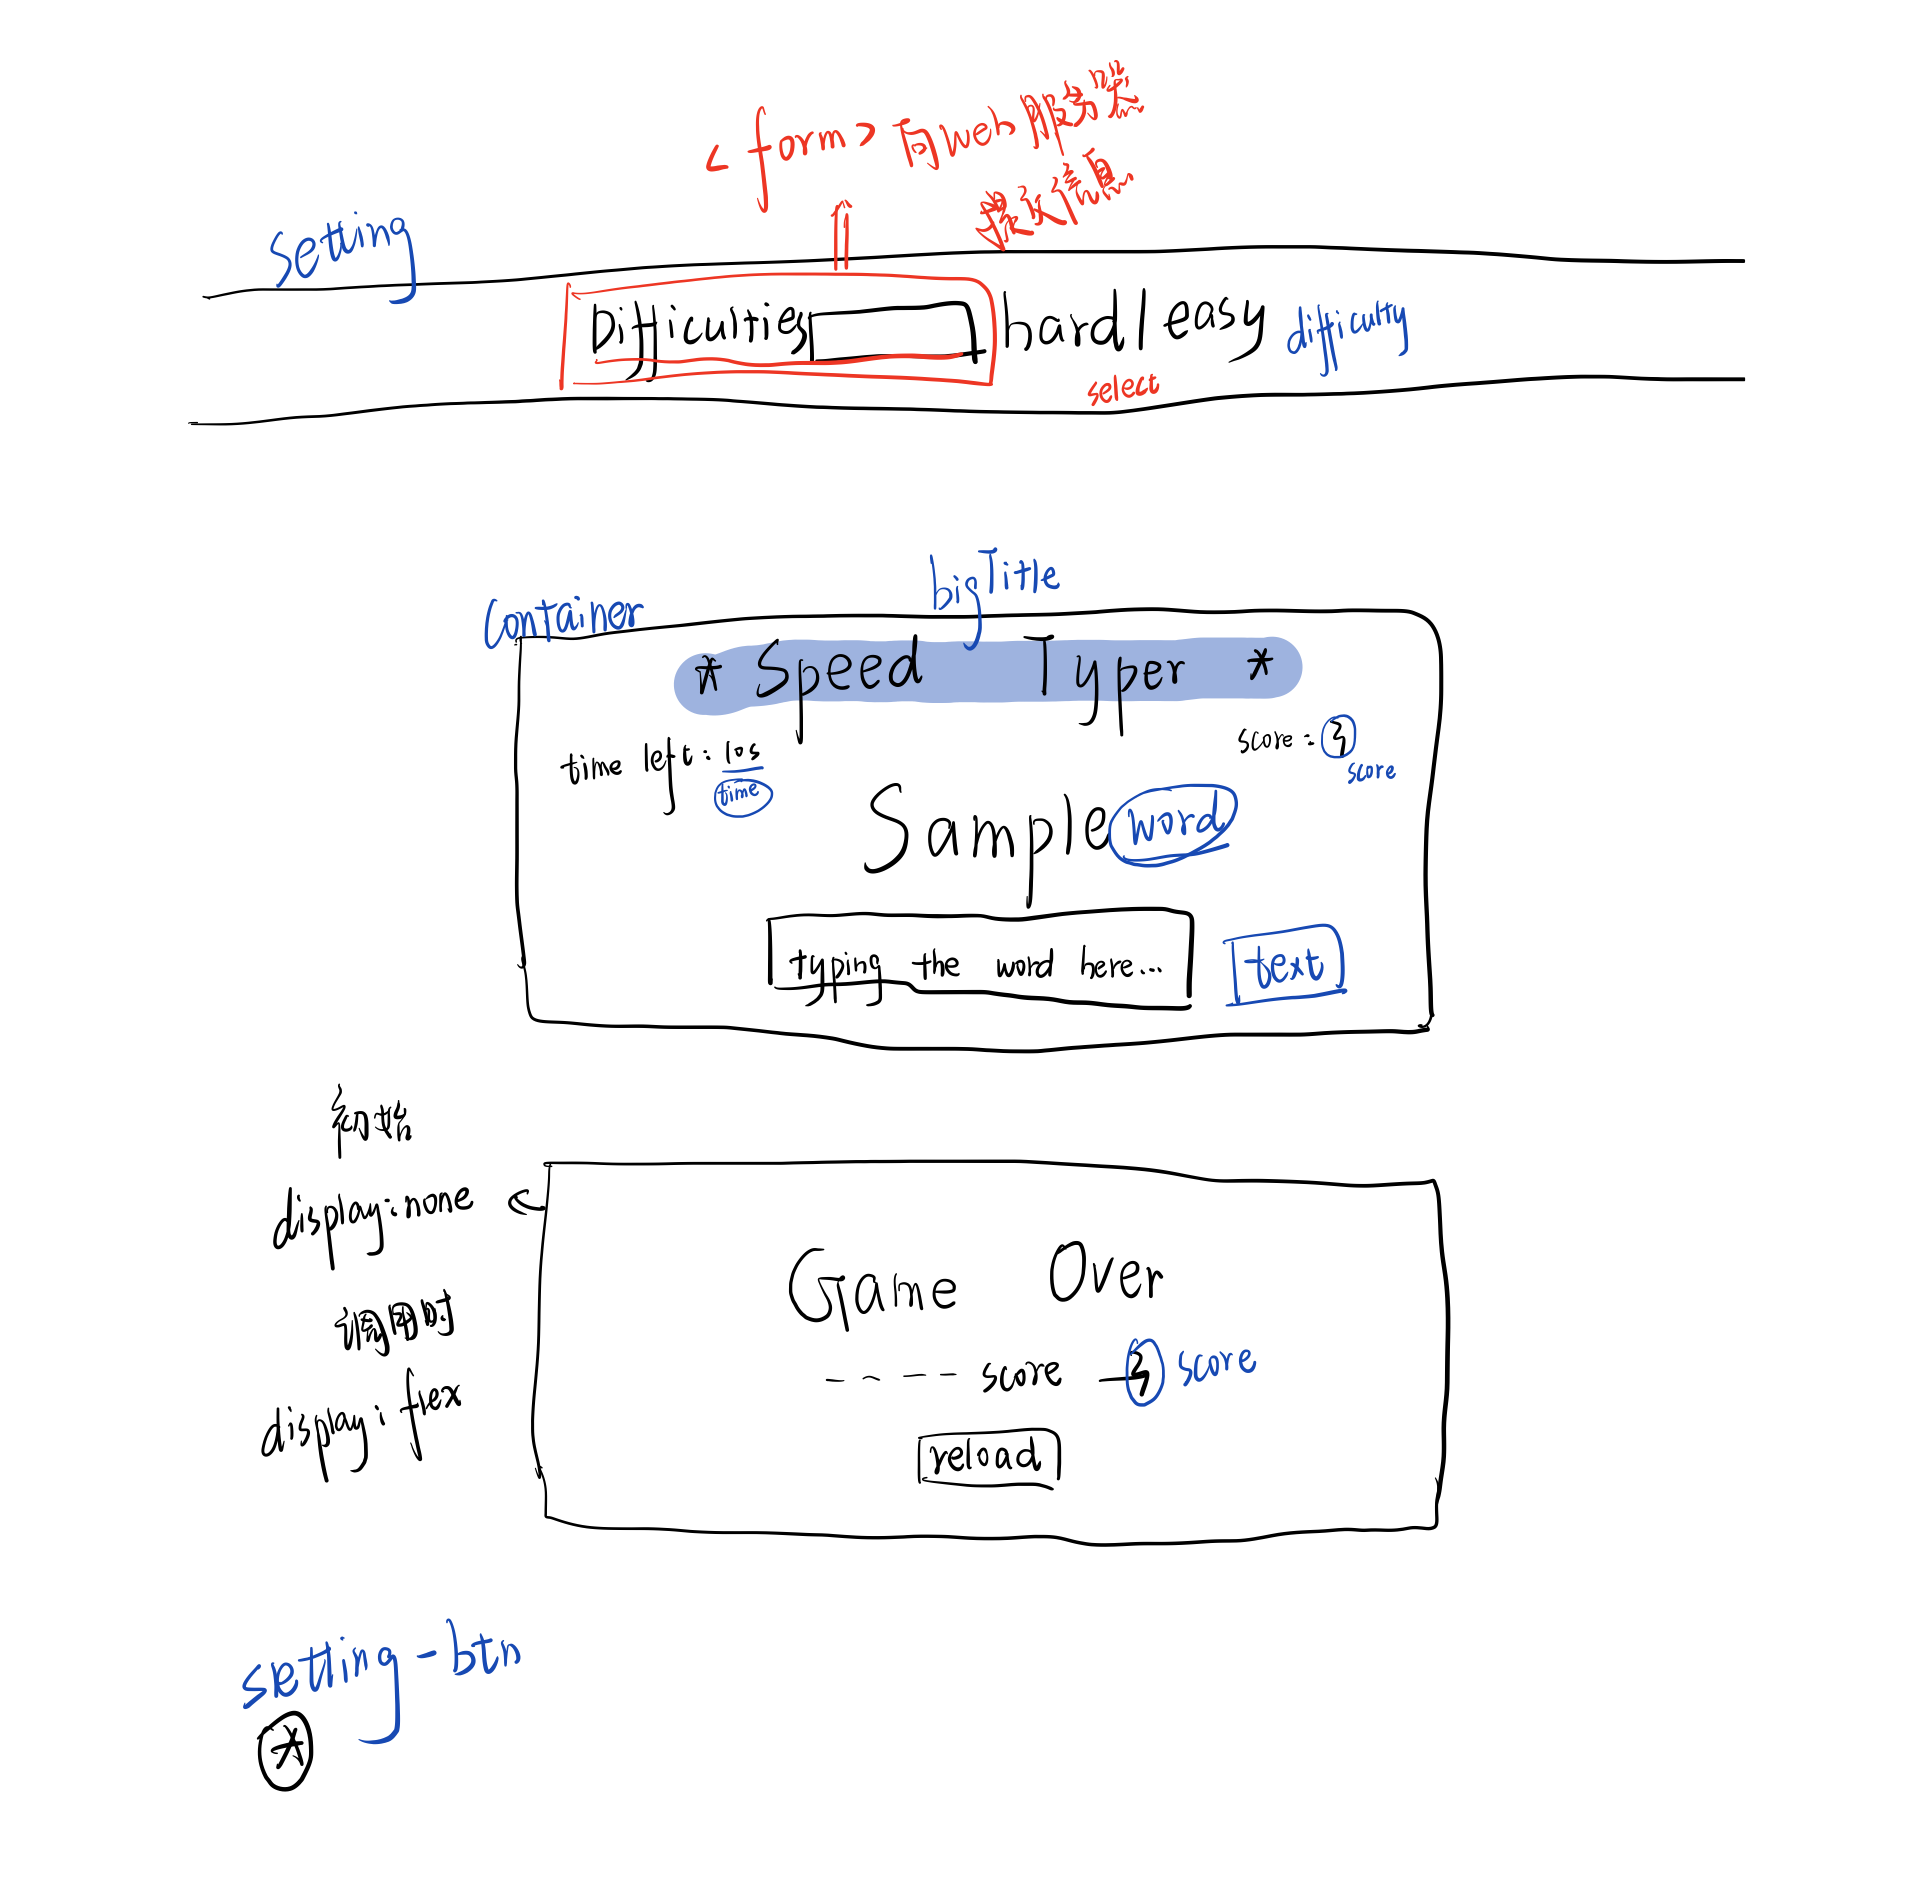 <form> 向web服务器
提交信息
setting
Difficulties hard easy difficulty
select
bigTitle
container
* Speed Typer *
time left: 10s score: 3
time score
Sample word
typing the word here... text
初始
display:none
调用时
display: flex
Game Over
---- score 3 score
reload
setting-btn
*